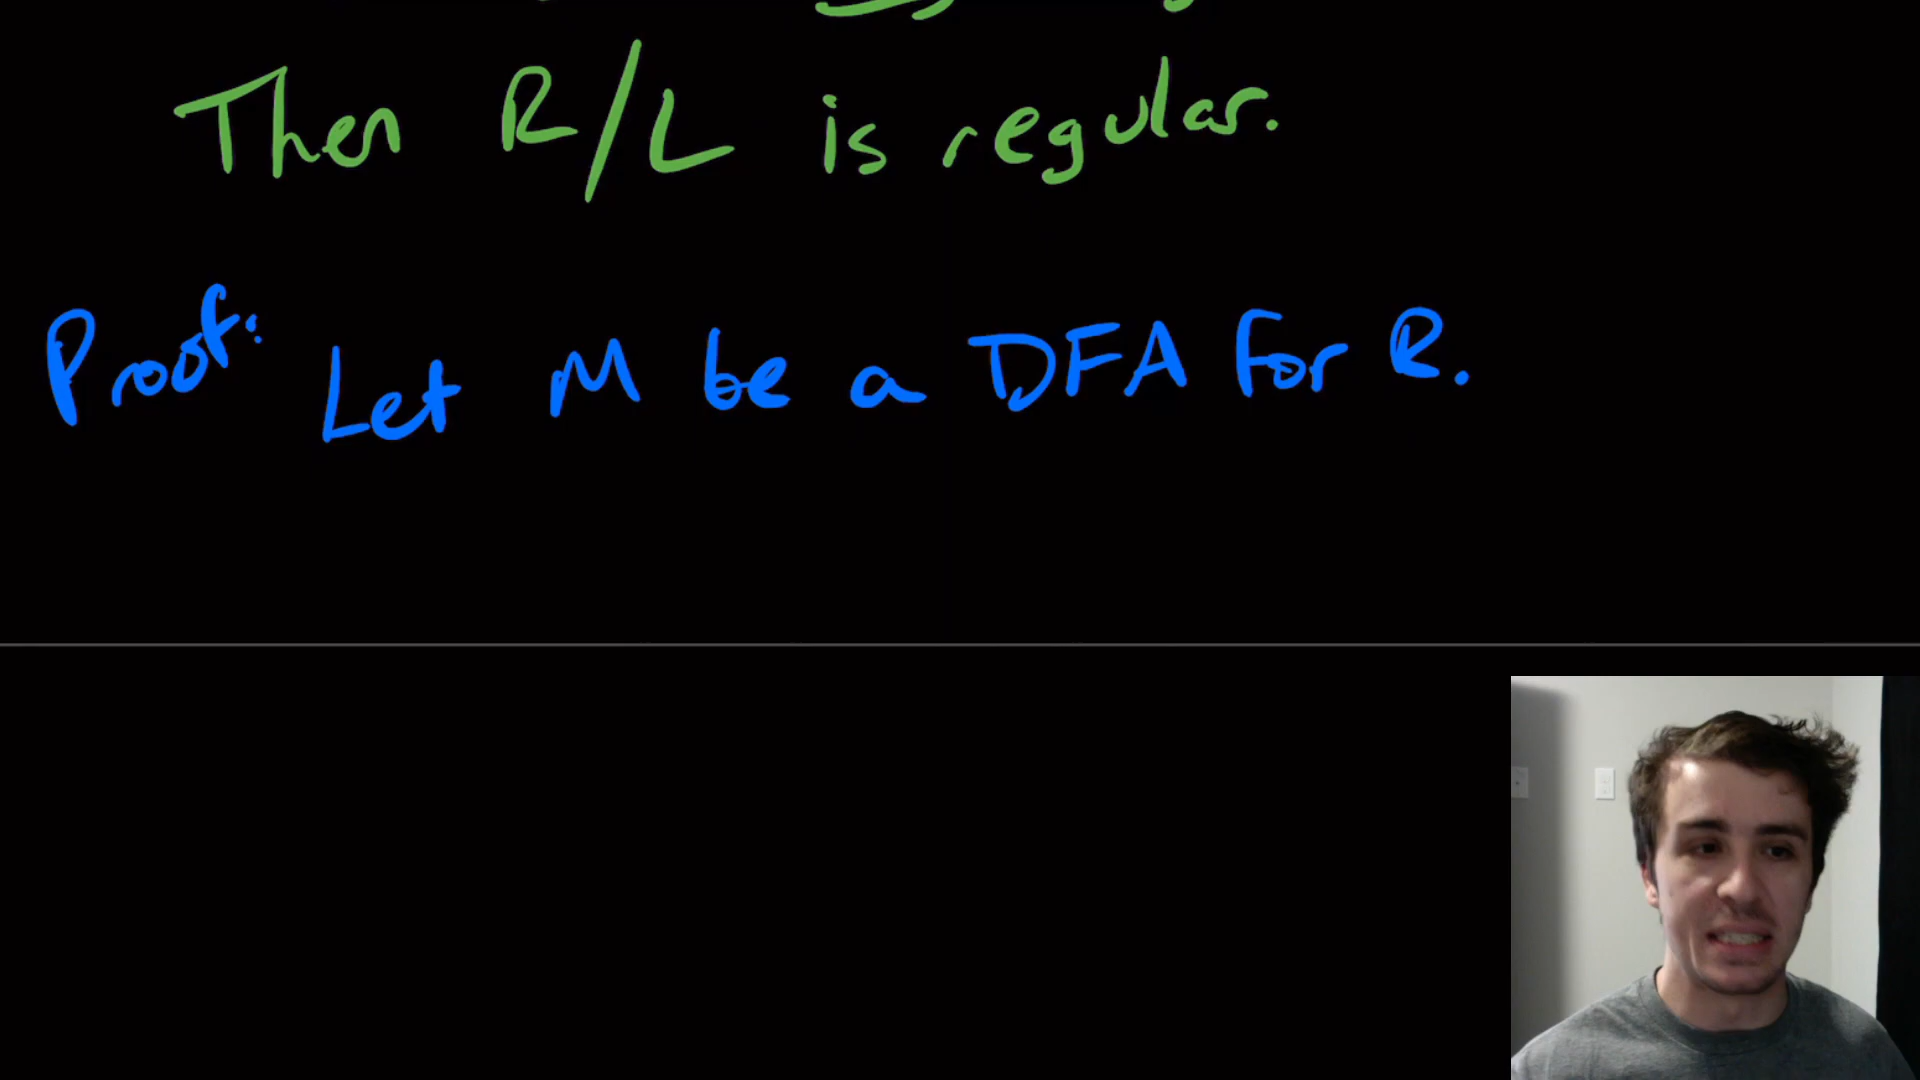 Then R/L is regular.
Proof: Let M be a DFA for R.